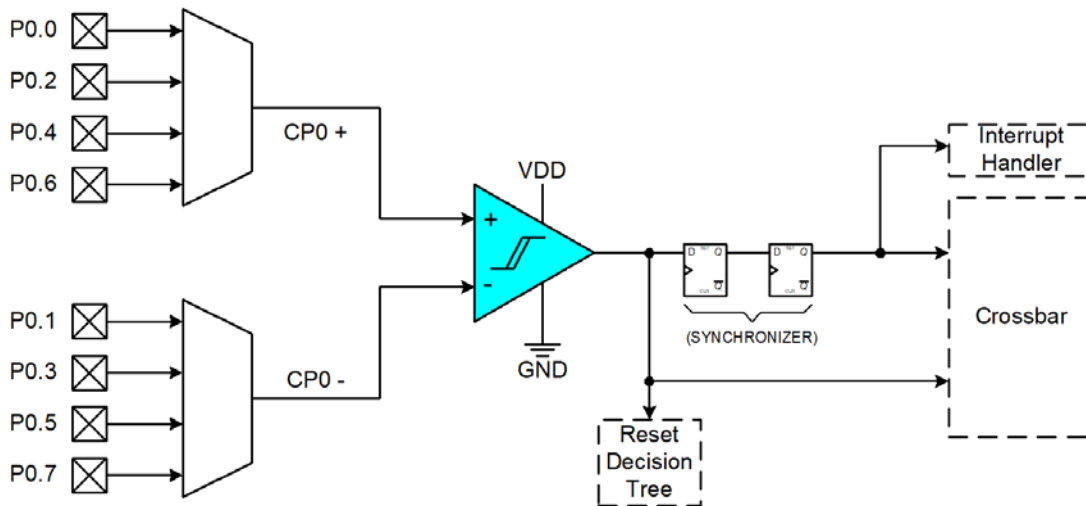 P0.0
P0.2
P0.4
P0.6
CP0 +
VDD
+
-
GND
P0.1
P0.3
P0.5
P0.7
CP0 -
D
Q
Q
D
Q
Q
(SYNCHRONIZER)
Interrupt
Handler
Crossbar
Reset
Decision
Tree